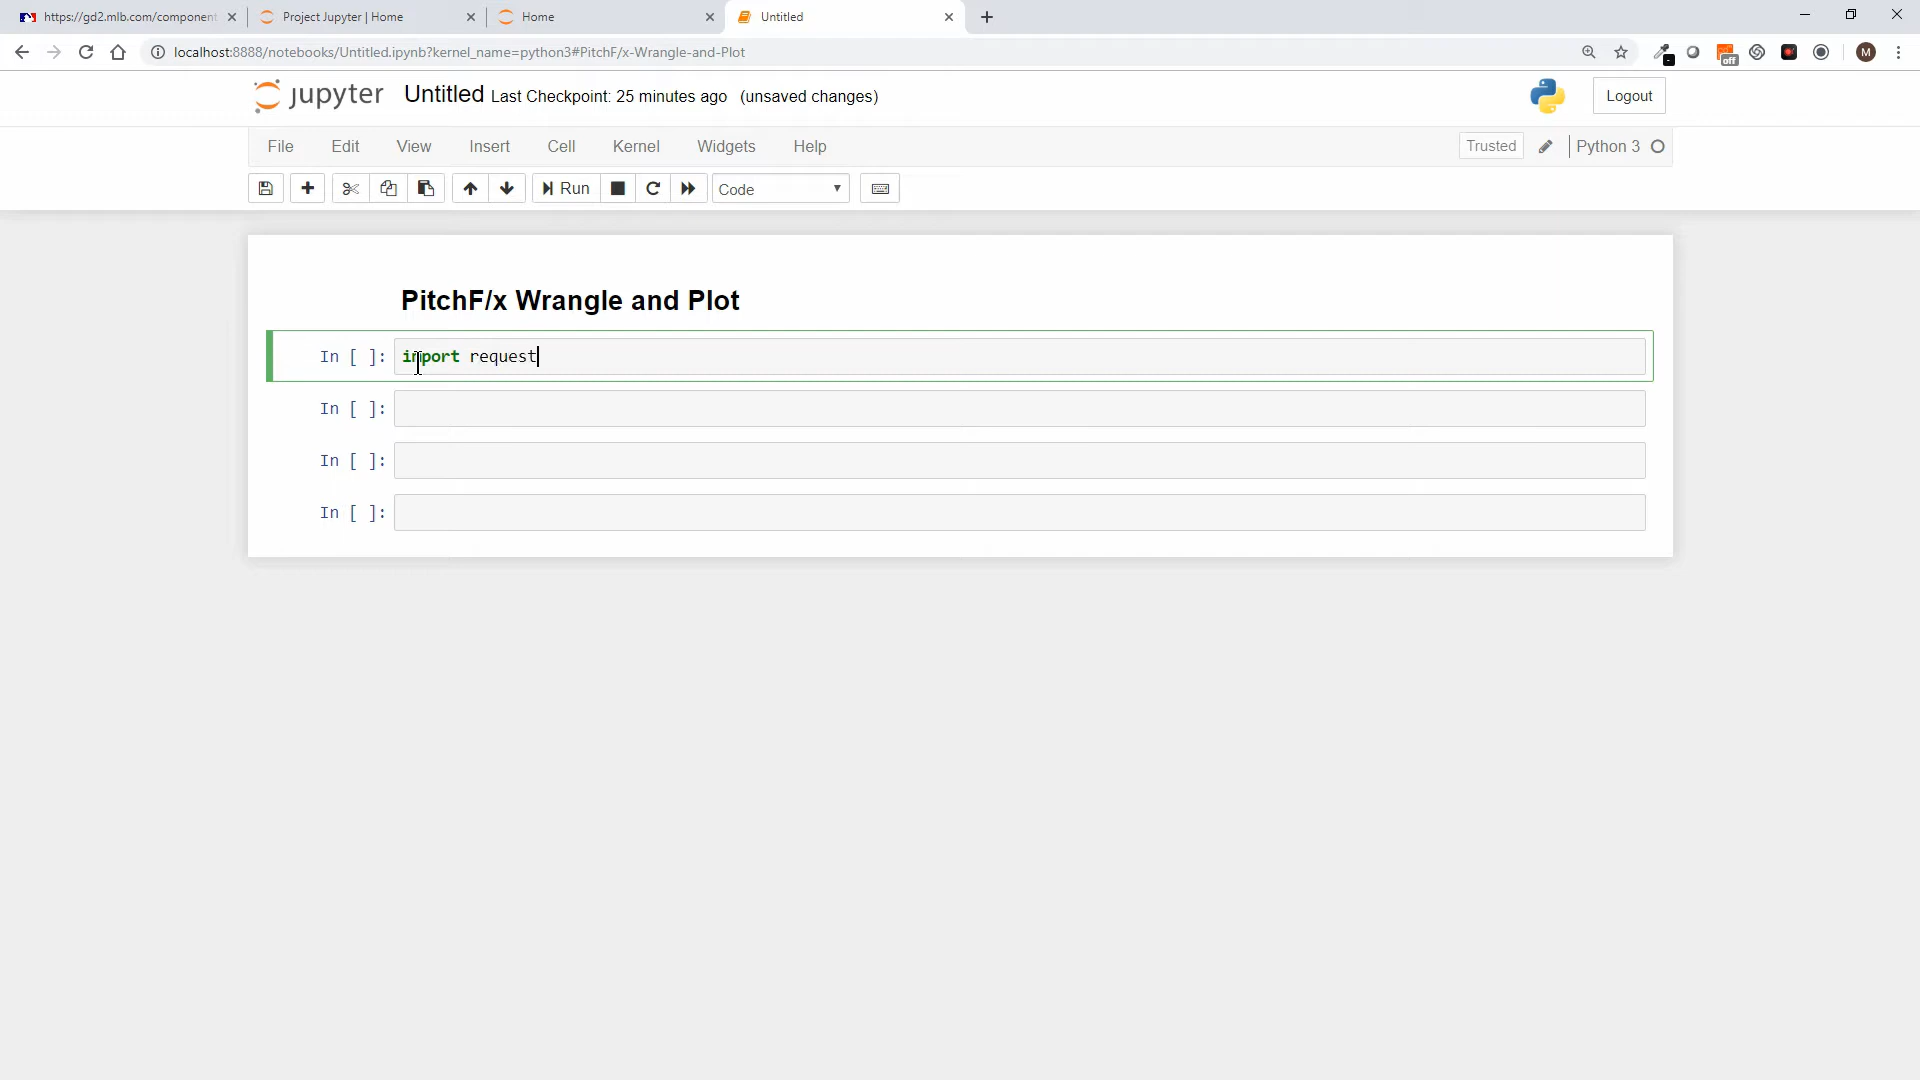 https://gd2.mlb.com/component
Project Jupyter | Home
Home
Untitled
localhost:8888/notebooks/Untitled.ipynb?kernel_name=python3#PitchF/x-Wrangle-and-Plot
off
M
jupyter Untitled Last Checkpoint: 25 minutes ago (unsaved changes)
Logout
File Edit View Insert Cell Kernel Widgets Help
Trusted Python 3
Run Code
PitchF/x Wrangle and Plot
In [ ]: import request
In [ ]:
In [ ]:
In [ ]: